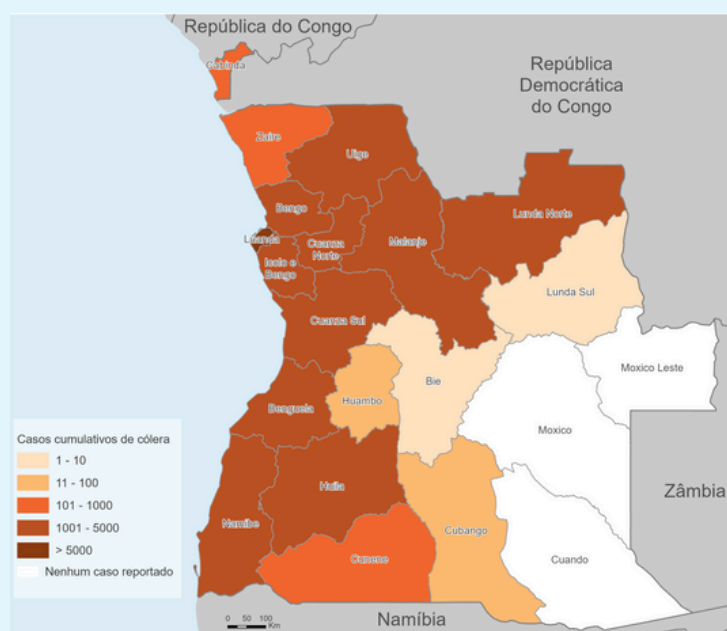 República do Congo
República
Democrática
do Congo
Cabinda
Zaire
Uige
Bengo
Luanda
Icolo e
Bengo
Cuanza
Norte
Malanje
Lunda Norte
Lunda Sul
Cuanza Sul
Moxico Leste
Bie
Huambo
Benguela
Moxico
Zâmbia
Huila
Namibe
Cubango
Cunene
Cuando
Namíbia
Casos cumulativos de cólera
1 - 10
11 - 100
101 - 1000
1001 - 5000
> 5000
Nenhum caso reportado
0 50 100
Km